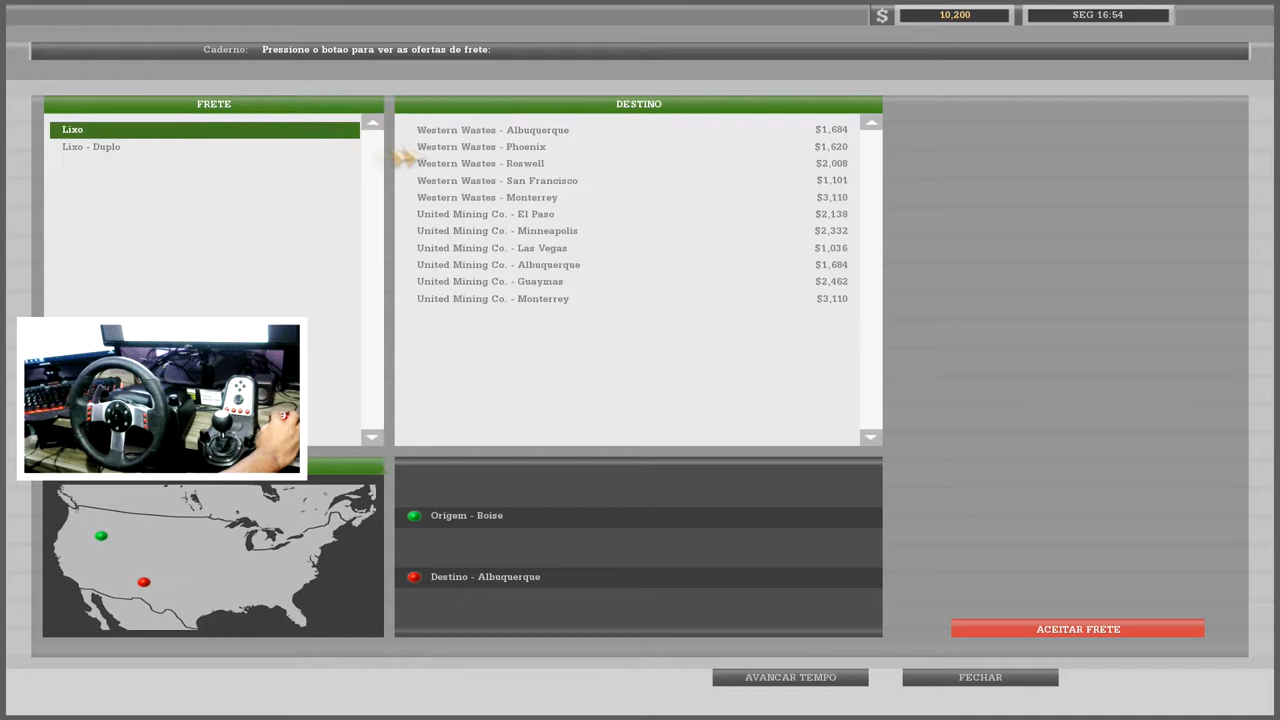 $ 10,200 SEG 16:54
Caderno: Pressione o botao para ver as ofertas de frete:
FRETE
Lixo
Lixo - Duplo
DESTINO
Western Wastes - Albuquerque $1,684
Western Wastes - Phoenix $1,620
Western Wastes - Roswell $2,008
Western Wastes - San Francisco $1,101
Western Wastes - Monterrey $3,110
United Mining Co. - El Paso $2,138
United Mining Co. - Minneapolis $2,332
United Mining Co. - Las Vegas $1,036
United Mining Co. - Albuquerque $1,684
United Mining Co. - Guaymas $2,462
United Mining Co. - Monterrey $3,110
Origem - Boise
Destino - Albuquerque
ACEITAR FRETE
AVANCAR TEMPO
FECHAR